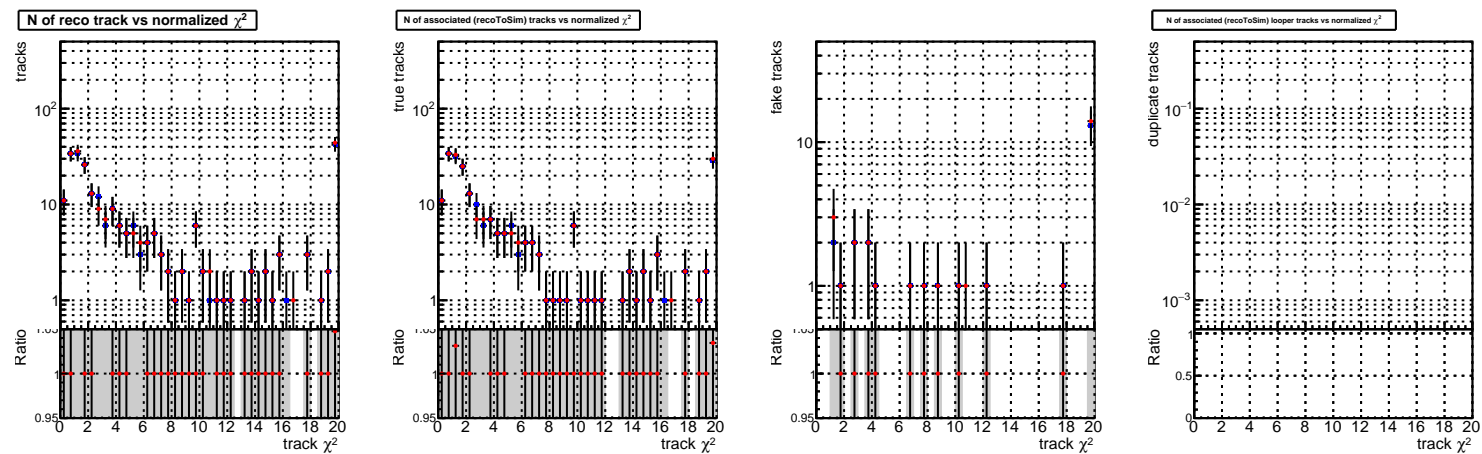 N of reco track vs normalized χ²
tracks
10²
10
1
Ratio
1.05
1
0.95
0 2 4 6 8 10 12 14 16 18 20
track χ²
N of associated (recoToSim) tracks vs normalized χ²
true tracks
10²
10
1
Ratio
1.05
1
0.95
0 2 4 6 8 10 12 14 16 18 20
track χ²
fake tracks
10
1
Ratio
1.05
1
0.95
0 2 4 6 8 10 12 14 16 18 20
track χ²
N of associated (recoToSim) looper tracks vs normalized χ²
duplicate tracks
10⁻¹
10⁻²
10⁻³
Ratio
1
0.5
0
0 2 4 6 8 10 12 14 16 18 20
track χ²